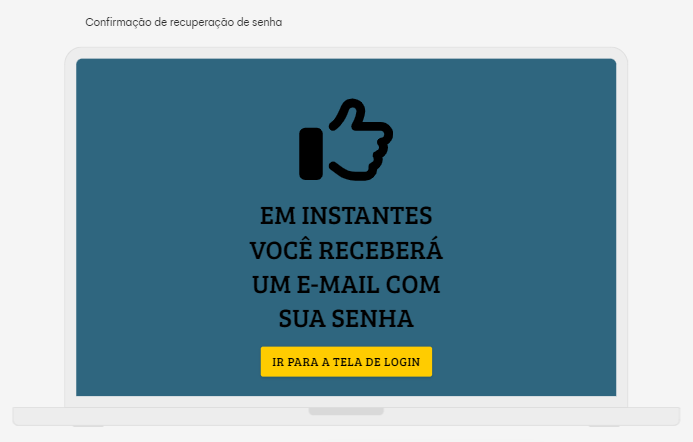 Confirmação de recuperação de senha
EM INSTANTES
VOCÊ RECEBERÁ
UM E-MAIL COM
SUA SENHA
IR PARA A TELA DE LOGIN